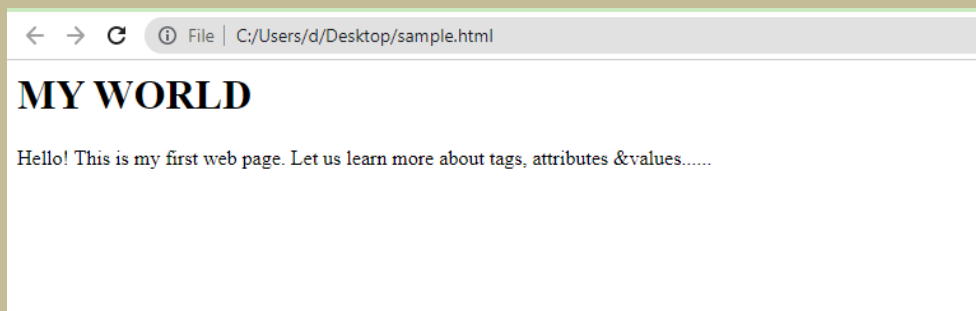 File | C:/Users/d/Desktop/sample.html
MY WORLD
Hello! This is my first web page. Let us learn more about tags, attributes &values......